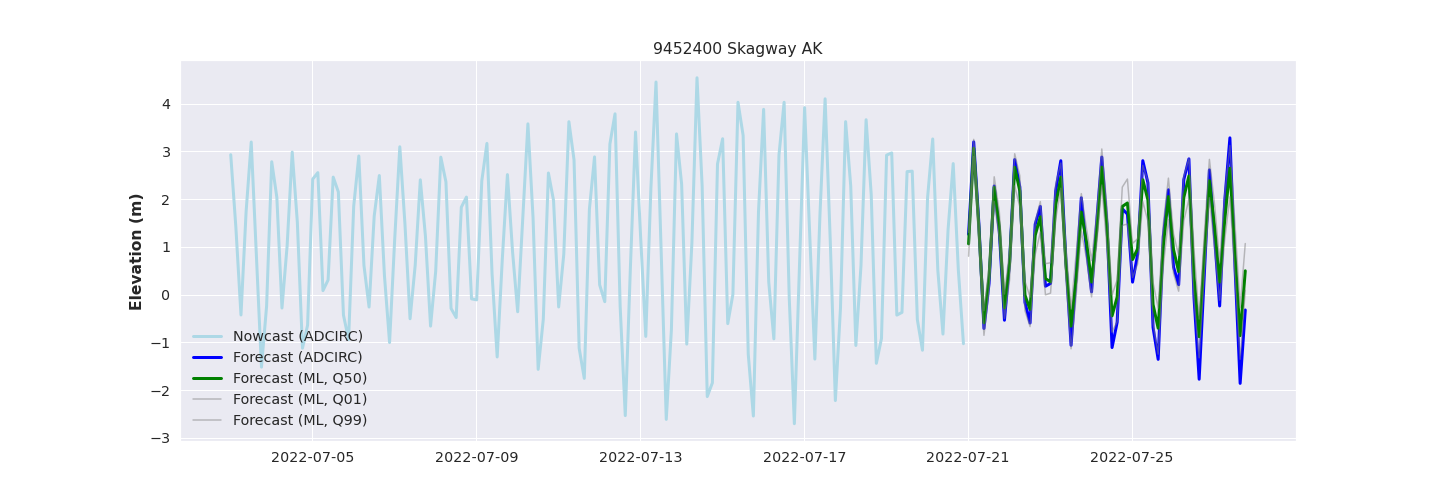 9452400 Skagway AK
Elevation (m)
4
3
2
1
0
−1
−2
−3
Nowcast (ADCIRC)
Forecast (ADCIRC)
Forecast (ML, Q50)
Forecast (ML, Q01)
Forecast (ML, Q99)
2022-07-05 2022-07-09 2022-07-13 2022-07-17 2022-07-21 2022-07-25